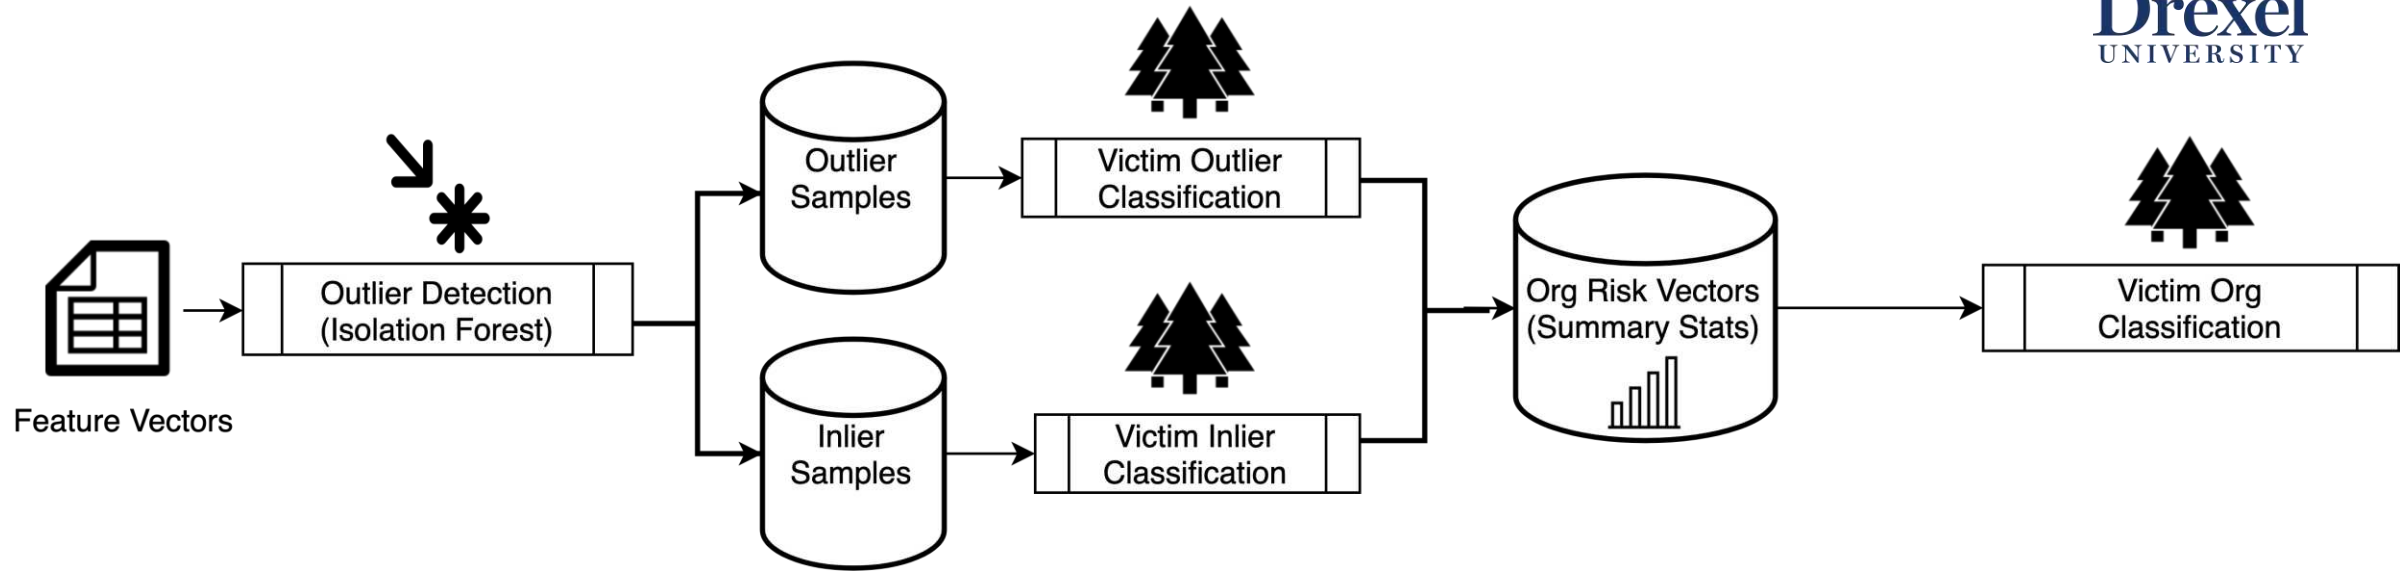 Drexel
UNIVERSITY
Outlier
Samples
Victim Outlier
Classification
Outlier Detection
(Isolation Forest)
Feature Vectors
Inlier
Samples
Victim Inlier
Classification
Org Risk Vectors
(Summary Stats)
Victim Org
Classification